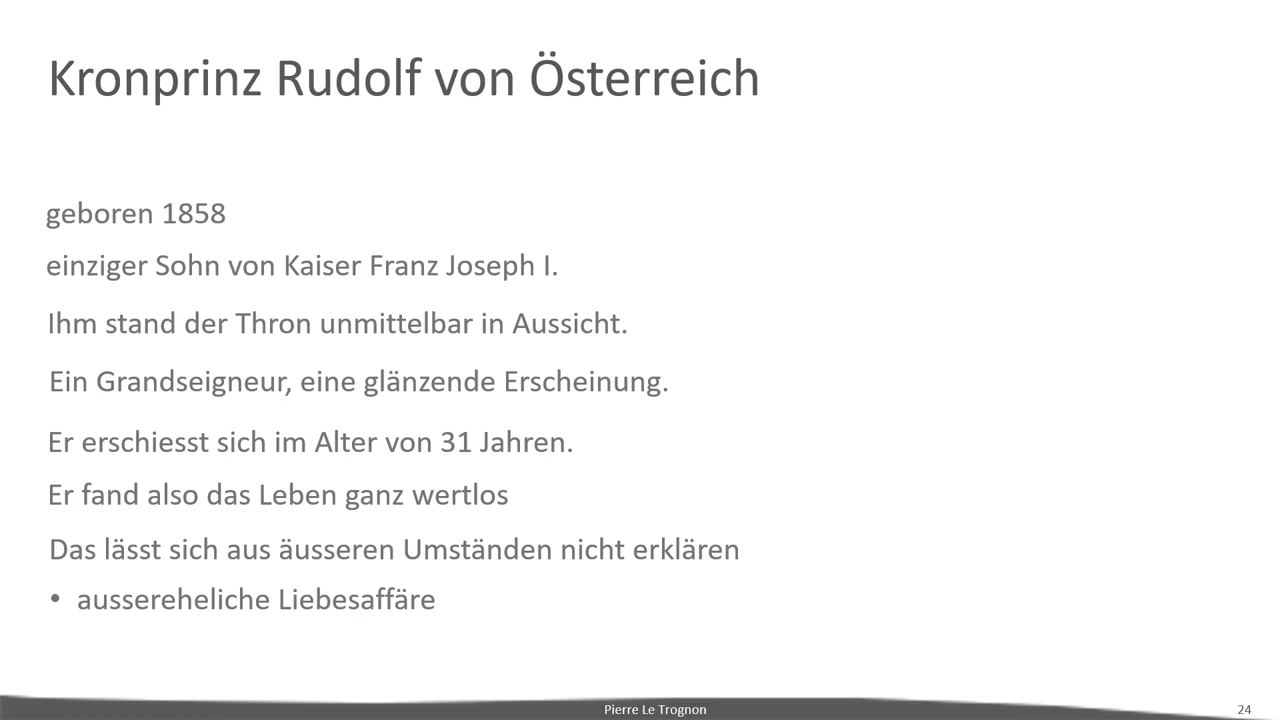 Kronprinz Rudolf von Österreich
geboren 1858
einziger Sohn von Kaiser Franz Joseph I.
Ihm stand der Thron unmittelbar in Aussicht.
Ein Grandseigneur, eine glänzende Erscheinung.
Er erschiesst sich im Alter von 31 Jahren.
Er fand also das Leben ganz wertlos
Das lässt sich aus äusseren Umständen nicht erklären
• aussereheliche Liebesaffäre
Pierre Le Trognon
24